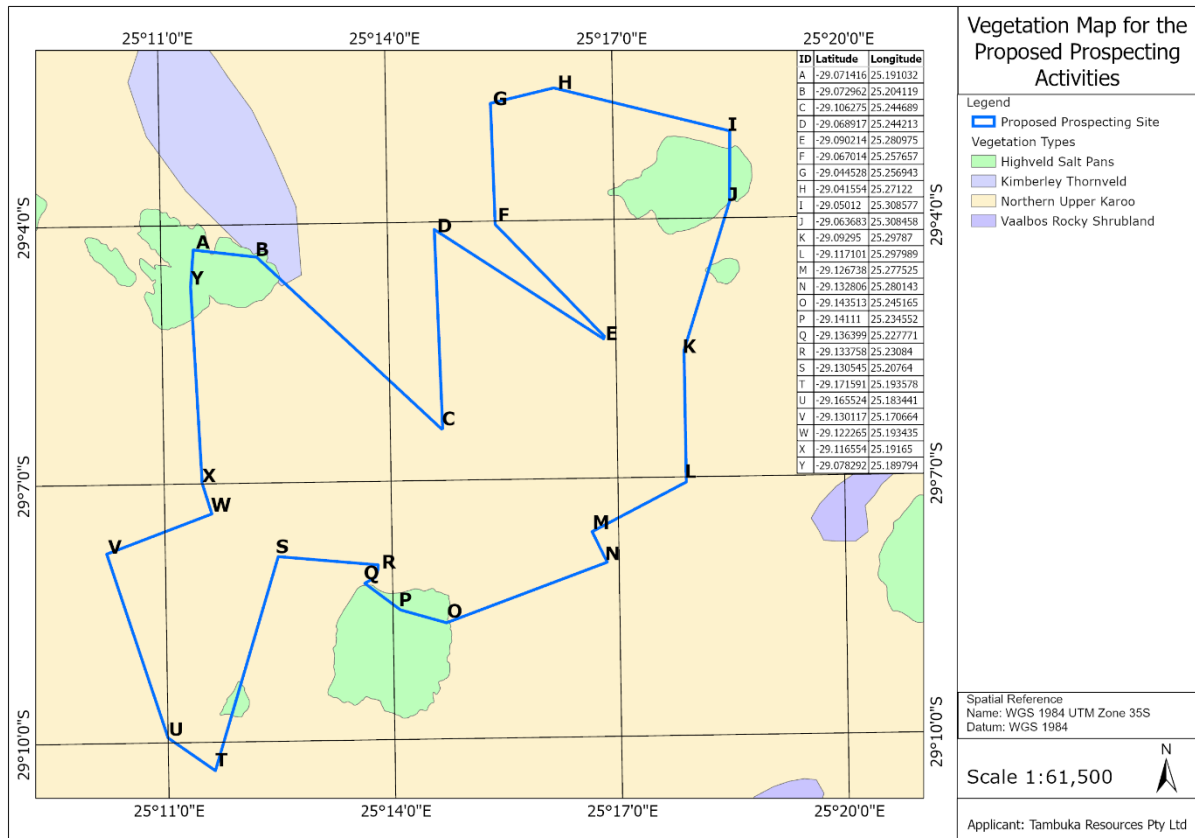 25°11'0"E 25°14'0"E 25°17'0"E 25°20'0"E
Vegetation Map for the
Proposed Prospecting
Activities
Legend
Proposed Prospecting Site
Vegetation Types
Highveld Salt Pans
Kimberley Thornveld
Northern Upper Karoo
Vaalbos Rocky Shrubland
ID Latitude Longitude
A -29.071416 25.191032
B -29.072962 25.204119
C -29.106275 25.244689
D -29.068917 25.244213
E -29.090214 25.280975
F -29.067014 25.257657
G -29.044528 25.256943
H -29.041554 25.27122
I -29.05012 25.308577
J -29.063683 25.308458
K -29.09295 25.29787
L -29.117101 25.297989
M -29.126738 25.277525
N -29.132806 25.280143
O -29.143513 25.245165
P -29.14111 25.234552
Q -29.136399 25.227771
R -29.133758 25.23084
S -29.130545 25.20764
T -29.171591 25.193578
U -29.165524 25.183441
V -29.130117 25.170664
W -29.122265 25.193435
X -29.116554 25.19165
Y -29.078292 25.189794
H
G
I
J
F
D
A
B
Y
E
K
C
X
L
W
M
V
S
N
R
Q
P
O
U
T
29°4'0"S
29°4'0"S
29°7'0"S
29°7'0"S
29°10'0"S
29°10'0"S
25°11'0"E 25°14'0"E 25°17'0"E 25°20'0"E
Spatial Reference
Name: WGS 1984 UTM Zone 35S
Datum: WGS 1984
Scale 1:61,500
N
Applicant: Tambuka Resources Pty Ltd